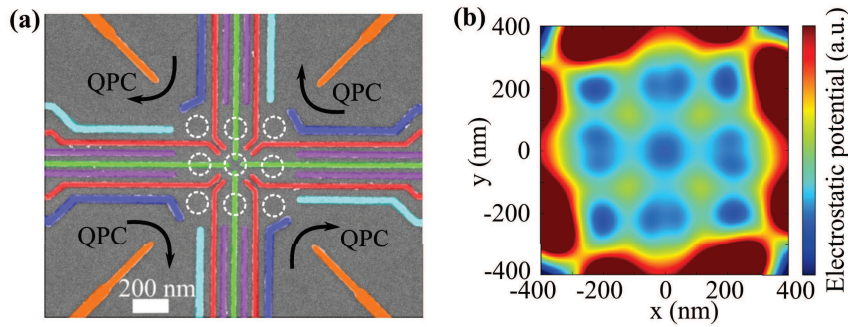 (a)
QPC
QPC
QPC
QPC
200 nm
(b)
400
200
0
-200
-400
y (nm)
-400
-200
0
200
400
x (nm)
Electrostatic potential (a.u.)